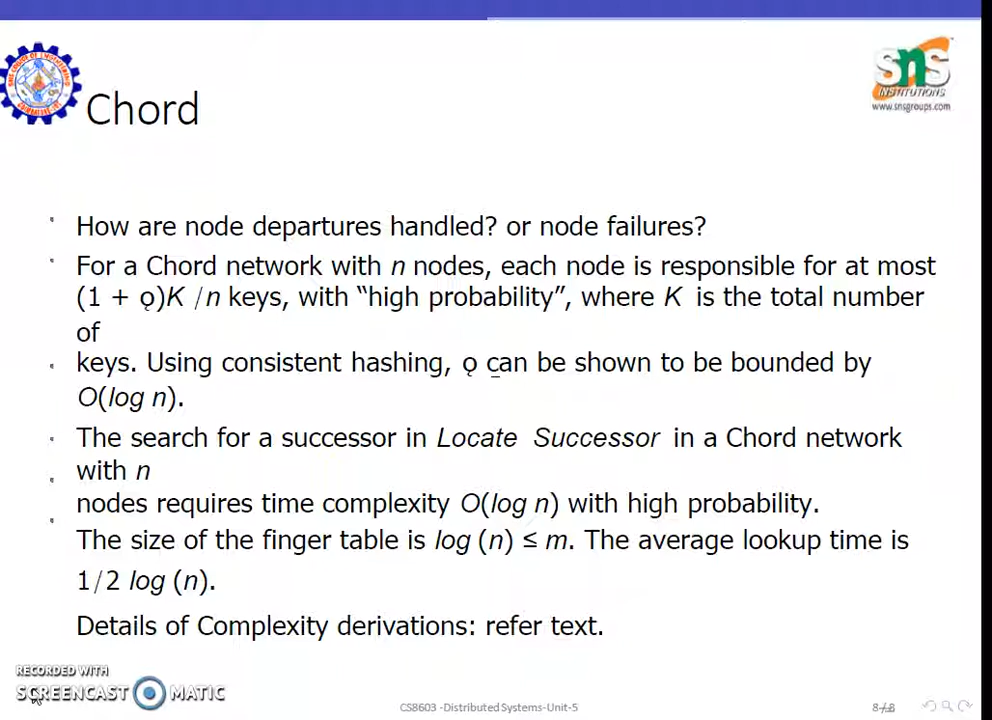 sns
INSTITUTIONS
www.snsgroups.com
Chord
How are node departures handled? or node failures?
For a Chord network with n nodes, each node is responsible for at most
(1 + ϱ)K /n keys, with “high probability”, where K is the total number
of
keys. Using consistent hashing, ϱ can be shown to be bounded by
O(log n).
The search for a successor in Locate Successor in a Chord network
with n
nodes requires time complexity O(log n) with high probability.
The size of the finger table is log (n) ≤ m. The average lookup time is
1/2 log (n).
Details of Complexity derivations: refer text.
RECORDED WITH
SCREENCAST MATIC
CS8603 -Distributed Systems-Unit-5
8/8